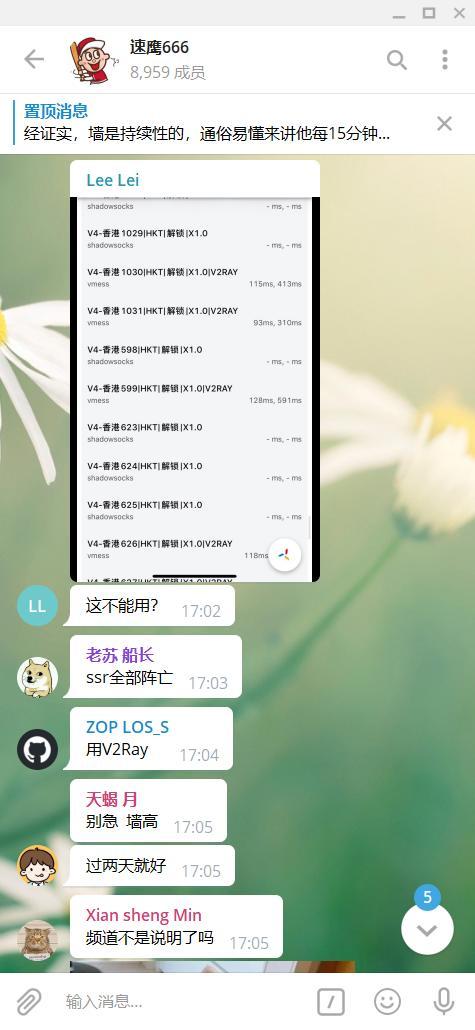 速鹰666
8,959 成员
置顶消息
经证实，墙是持续性的，通俗易懂来讲他每15分钟...
Lee Lei
shadowsocks - ms, - ms
V4-香港 1029|HKT| 解锁 |X1.0
shadowsocks - ms, - ms
V4-香港 1030|HKT| 解锁 |X1.0|V2RAY
vmess 115ms, 413ms
V4-香港 1031|HKT| 解锁 |X1.0|V2RAY
vmess 93ms, 310ms
V4-香港 598|HKT| 解锁 |X1.0
shadowsocks - ms, - ms
V4-香港 599|HKT| 解锁 |X1.0|V2RAY
vmess 128ms, 591ms
V4-香港 623|HKT| 解锁 |X1.0
shadowsocks - ms, - ms
V4-香港 624|HKT| 解锁 |X1.0
shadowsocks - ms, - ms
V4-香港 625|HKT| 解锁 |X1.0
shadowsocks - ms, - ms
V4-香港 626|HKT| 解锁 |X1.0|V2RAY
vmess 118ms
LL
这不能用? 17:02
老苏 船长
ssr全部阵亡 17:03
ZOP LOS_S
用V2Ray 17:04
天蝎 月
别急 墙高 17:05
过两天就好 17:05
Xian sheng Min
频道不是说明了吗 17:05
5
输入消息...